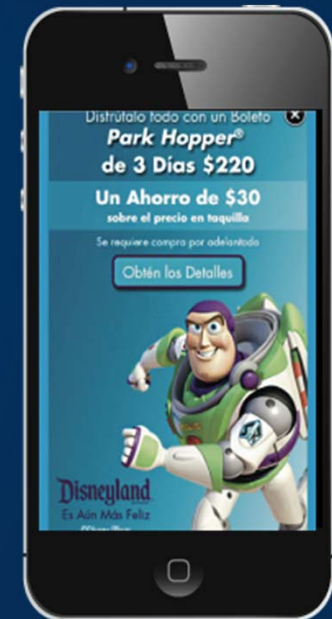 Disfrútalo todo con un Boleto
Park Hopper®
de 3 Días $220
Un Ahorro de $30
sobre el precio en taquilla
Se requiere compra por adelantado
Obtén los Detalles
Disneyland
Es Aún Más Feliz